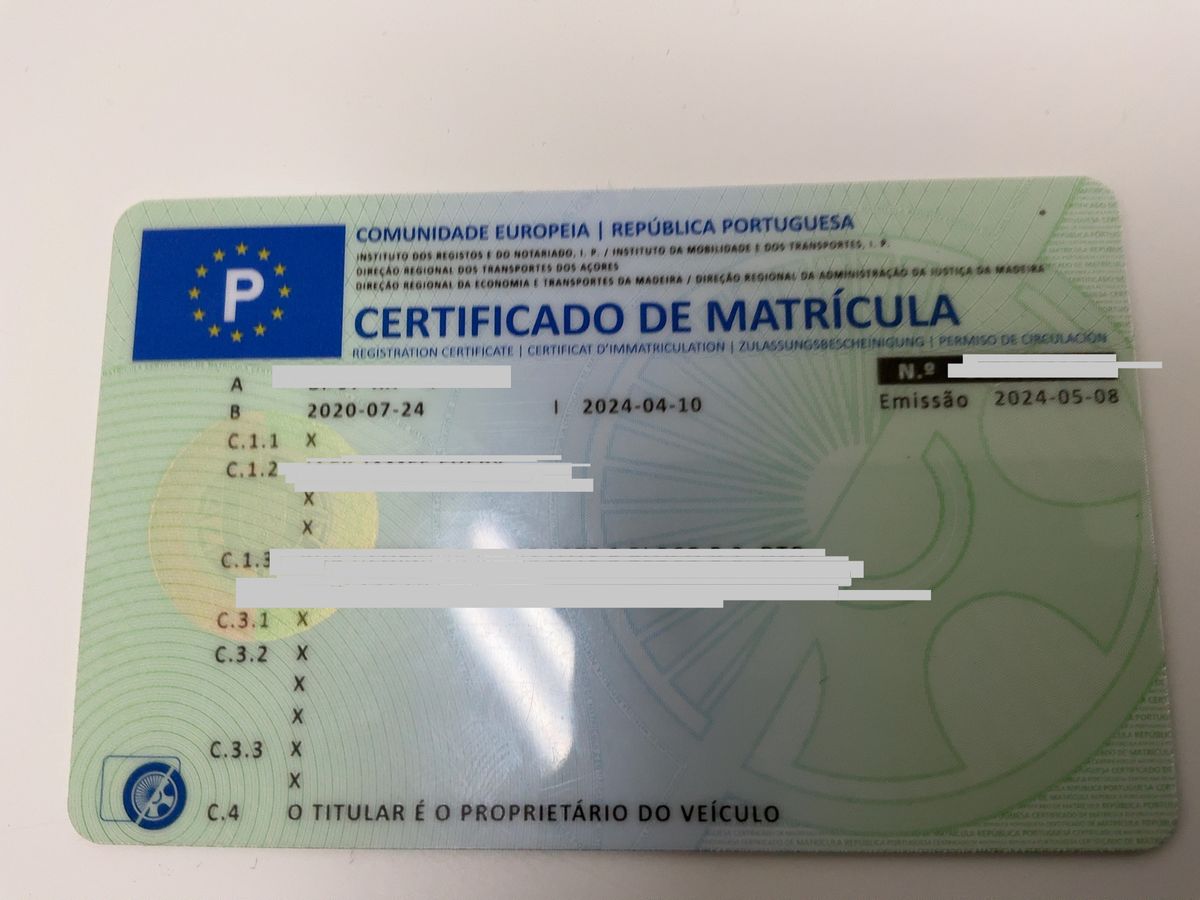 P
COMUNIDADE EUROPEIA | REPÚBLICA PORTUGUESA
INSTITUTO DOS REGISTOS E DO NOTARIADO, I. P. / INSTITUTO DA MOBILIDADE E DOS TRANSPORTES, I. P.
DIREÇÃO REGIONAL DOS TRANSPORTES DOS AÇORES
DIREÇÃO REGIONAL DA ECONOMIA E TRANSPORTES DA MADEIRA / DIREÇÃO REGIONAL DA ADMINISTRAÇÃO DA JUSTIÇA DA MADEIRA
CERTIFICADO DE MATRÍCULA
REGISTRATION CERTIFICATE | CERTIFICAT D'IMMATRICULATION | ZULASSUNGSBESCHEINIGUNG | PERMISO DE CIRCULACIÓN
A
N.º
B 2020-07-24 I 2024-04-10 Emissão 2024-05-08
C.1.1 X
C.1.2
X
X
C.1.3
C.3.1 X
C.3.2 X
X
X
C.3.3 X
X
C.4 O TITULAR É O PROPRIETÁRIO DO VEÍCULO